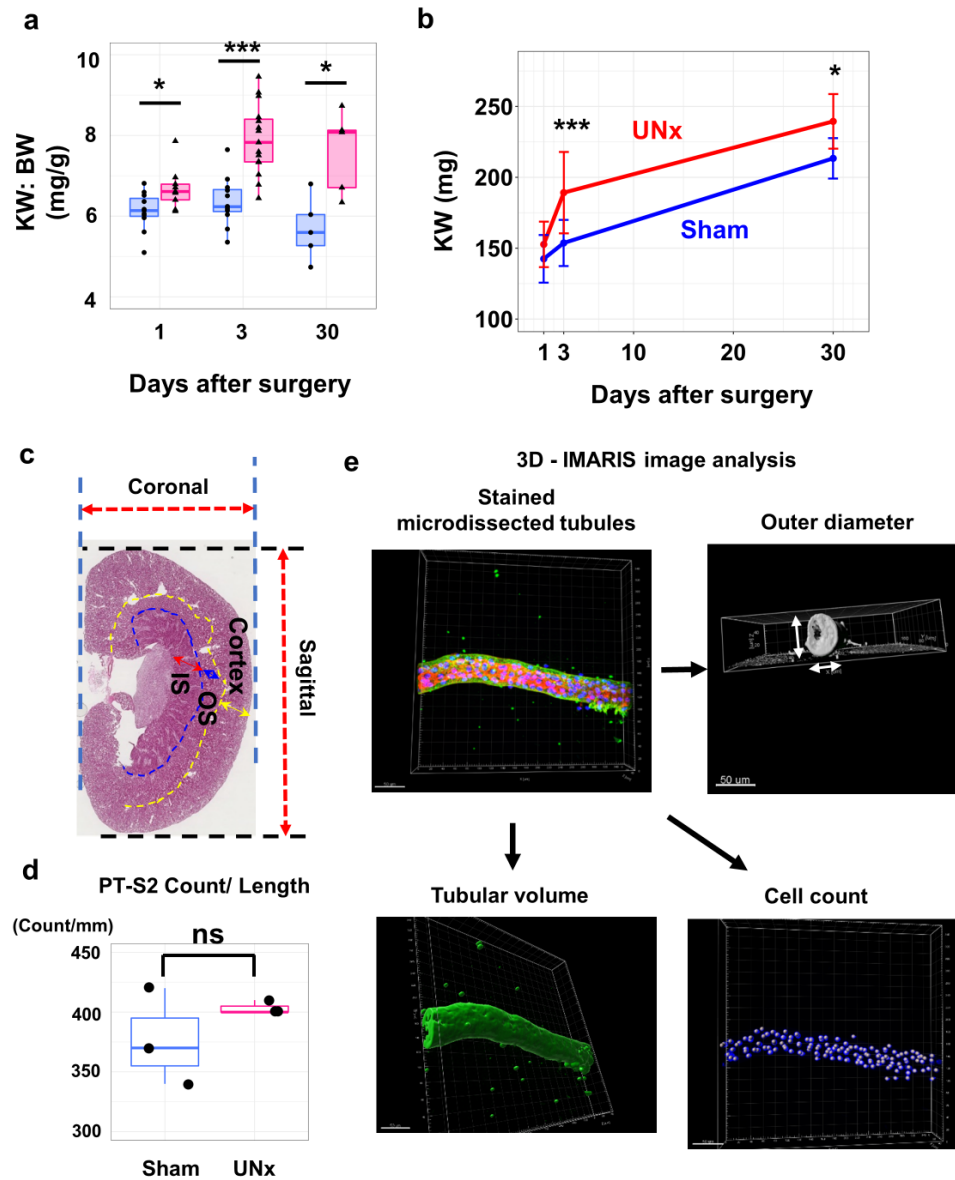 a
10
8
6
4
KW: BW
(mg/g)
*
***
*
1
3
30
Days after surgery
b
250
200
150
100
KW (mg)
***
*
UNx
Sham
1 3 10 20 30
Days after surgery
c
Coronal
Sagittal
Cortex
OS
IS
d
PT-S2 Count/ Length
(Count/mm)
450
400
350
300
ns
Sham
UNx
e
3D - IMARIS image analysis
Stained
microdissected tubules
Outer diameter
50 um
50 um
Tubular volume
Cell count